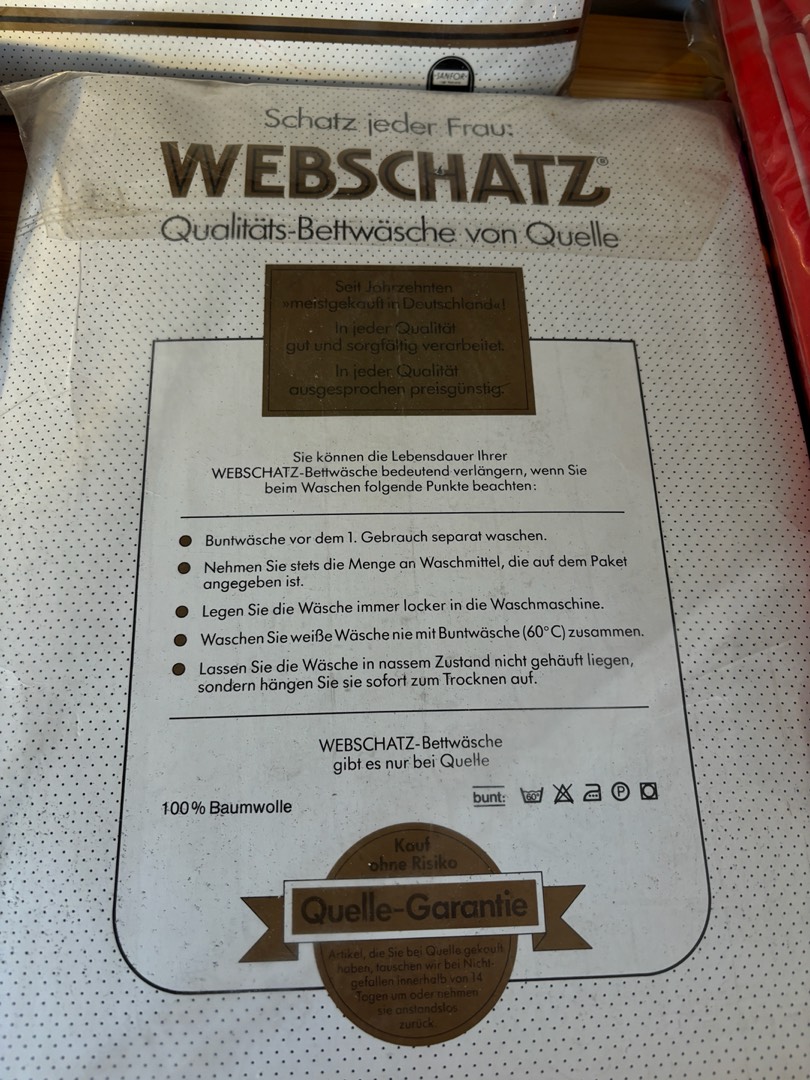 SANFOR
Schatz jeder Frau:
WEBSCHATZ®
Qualitäts-Bettwäsche von Quelle
Seit Jahrzehnten
»meistgekauft in Deutschland«!
In jeder Qualität
gut und sorgfältig verarbeitet.
In jeder Qualität
ausgesprochen preisgünstig.
Sie können die Lebensdauer Ihrer
WEBSCHATZ-Bettwäsche bedeutend verlängern, wenn Sie
beim Waschen folgende Punkte beachten:
● Buntwäsche vor dem 1. Gebrauch separat waschen.
● Nehmen Sie stets die Menge an Waschmittel, die auf dem Paket
angegeben ist.
● Legen Sie die Wäsche immer locker in die Waschmaschine.
● Waschen Sie weiße Wäsche nie mit Buntwäsche (60°C) zusammen.
● Lassen Sie die Wäsche in nassem Zustand nicht gehäuft liegen,
sondern hängen Sie sie sofort zum Trocknen auf.
WEBSCHATZ-Bettwäsche
gibt es nur bei Quelle
100% Baumwolle
bunt: 60° P
Kauf
ohne Risiko
Quelle-Garantie
Artikel, die Sie bei Quelle gekauft
haben, tauschen wir bei Nicht-
gefallen innerhalb von 14
Tagen um oder nehmen
sie anstandslos
zurück.